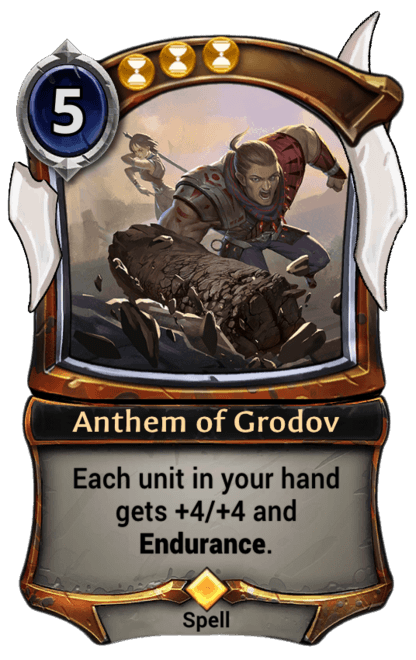 5
Anthem of Grodov
Each unit in your hand
gets +4/+4 and
Endurance.
Spell